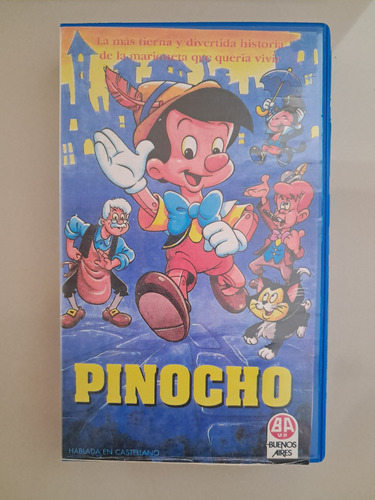 La más tierna y divertida historia
de la marioneta que quería vivir
PINOCHO
HABLADA EN CASTELLANO
BA
BUENOS
AIRES